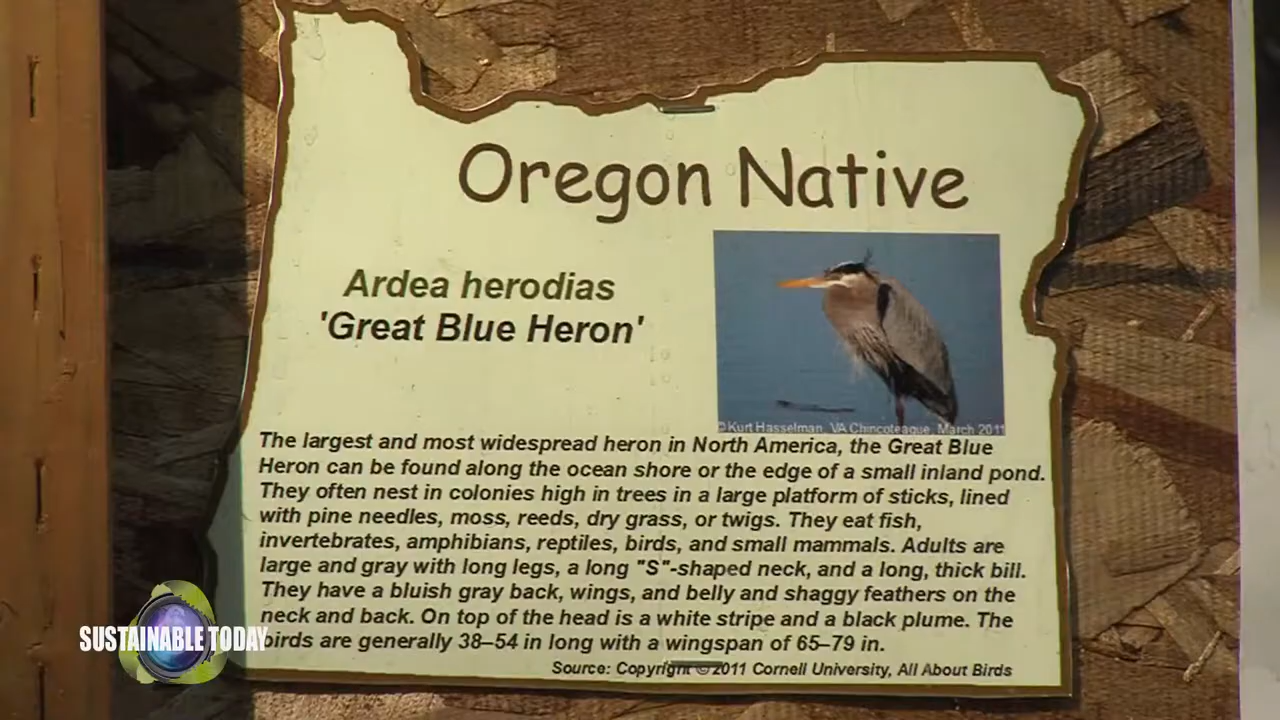 Oregon Native
Ardea herodias
'Great Blue Heron'
© Kurt Hasselman, VA Chincoteague, March 2011
The largest and most widespread heron in North America, the Great Blue
Heron can be found along the ocean shore or the edge of a small inland pond.
They often nest in colonies high in trees in a large platform of sticks, lined
with pine needles, moss, reeds, dry grass, or twigs. They eat fish,
invertebrates, amphibians, reptiles, birds, and small mammals. Adults are
large and gray with long legs, a long "S"-shaped neck, and a long, thick bill.
They have a bluish gray back, wings, and belly and shaggy feathers on the
neck and back. On top of the head is a white stripe and a black plume. The
birds are generally 38–54 in long with a wingspan of 65–79 in.
Source: Copyright © 2011 Cornell University, All About Birds
SUSTAINABLE TODAY